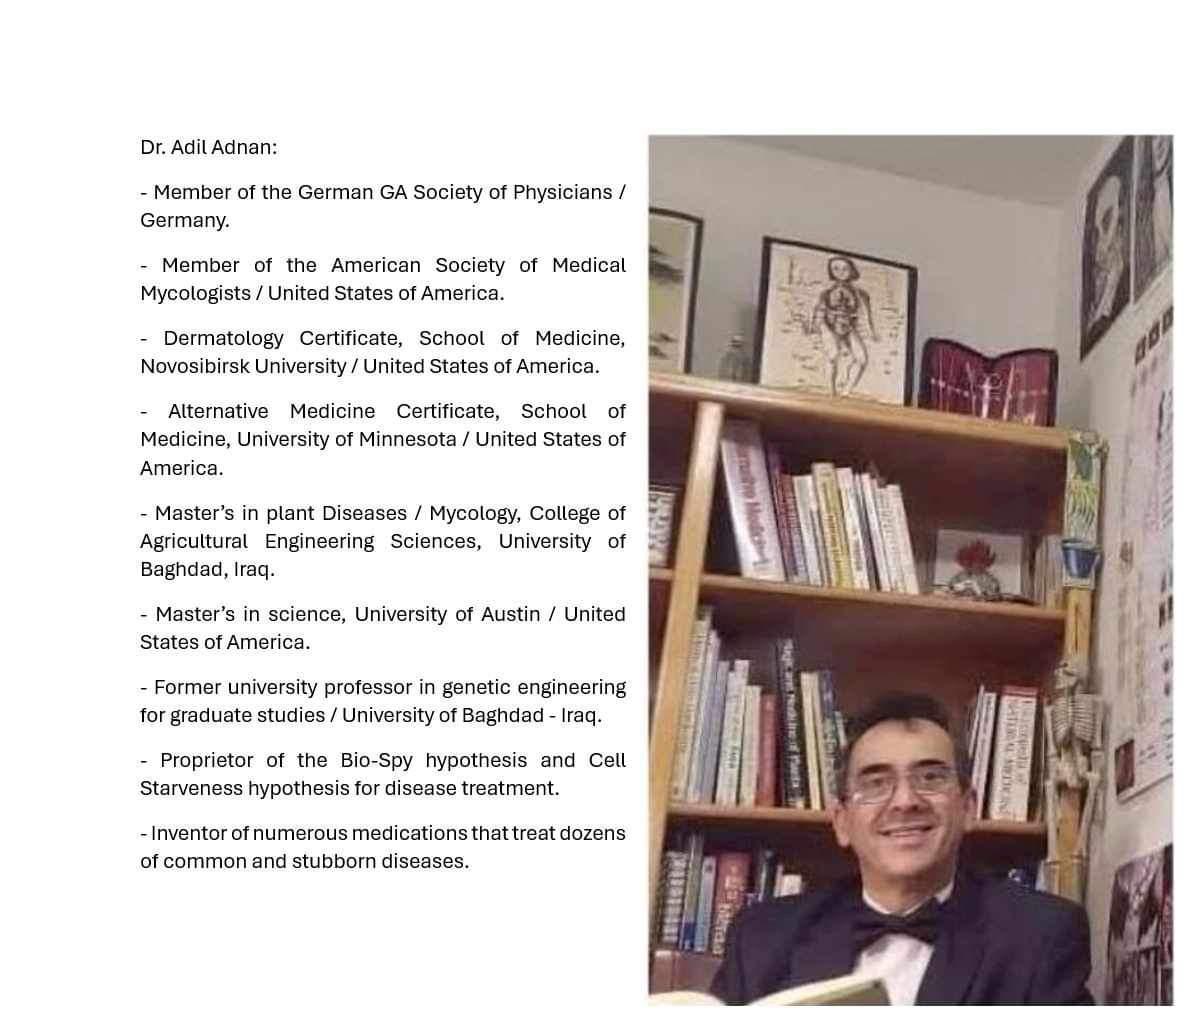 Dr. Adil Adnan:
- Member of the German GA Society of Physicians /
Germany.
- Member of the American Society of Medical
Mycologists / United States of America.
- Dermatology Certificate, School of Medicine,
Novosibirsk University / United States of America.
- Alternative Medicine Certificate, School of
Medicine, University of Minnesota / United States of
America.
- Master’s in plant Diseases / Mycology, College of
Agricultural Engineering Sciences, University of
Baghdad, Iraq.
- Master’s in science, University of Austin / United
States of America.
- Former university professor in genetic engineering
for graduate studies / University of Baghdad - Iraq.
- Proprietor of the Bio-Spy hypothesis and Cell
Starveness hypothesis for disease treatment.
- Inventor of numerous medications that treat dozens
of common and stubborn diseases.